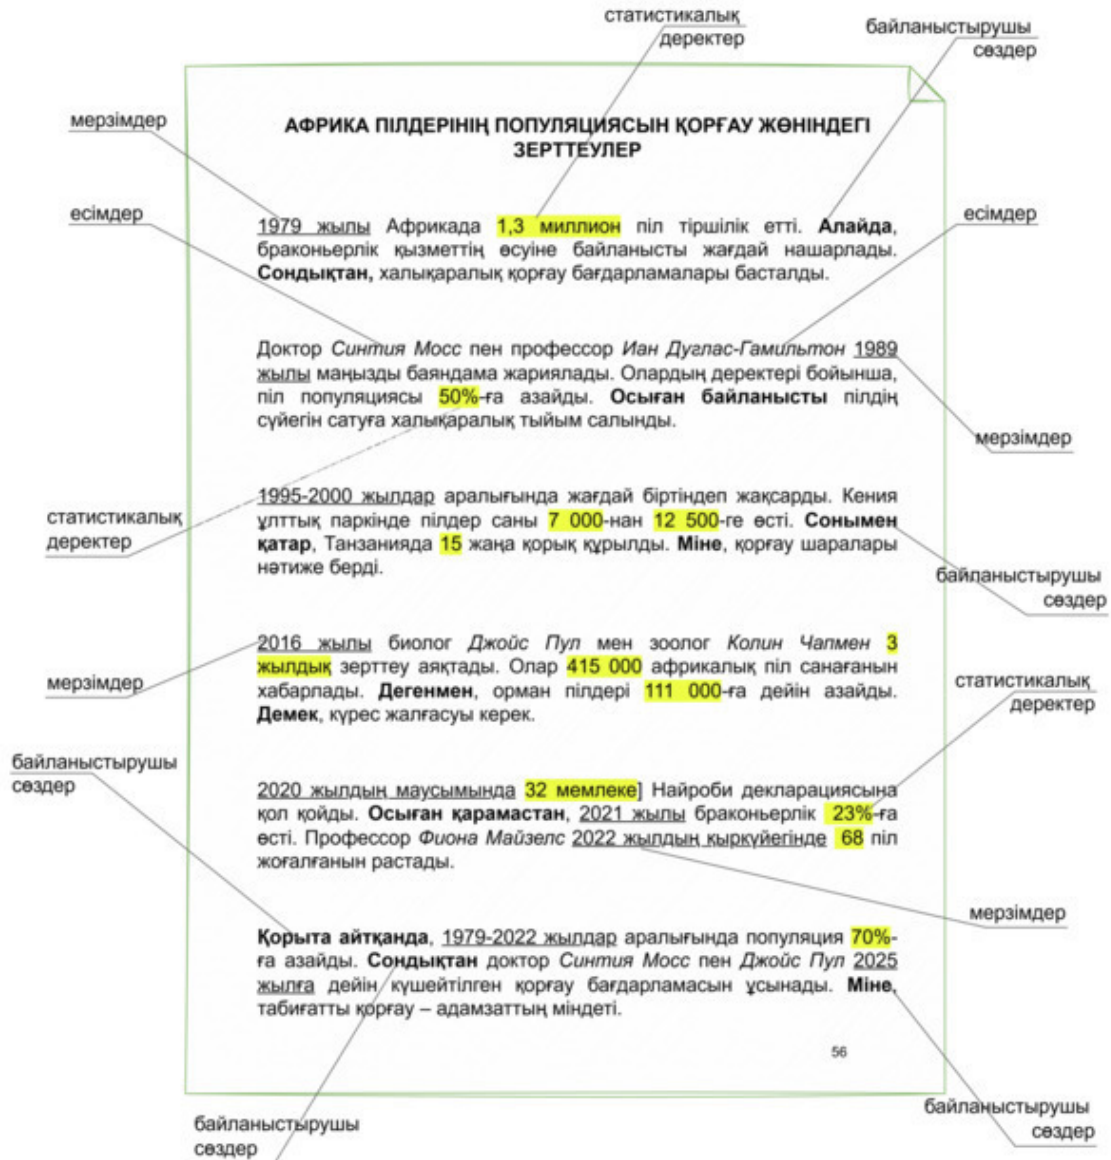 статистикалық
деректер
байланыстырушы
сөздер
мерзімдер
АФРИКА ПІЛДЕРІНІҢ ПОПУЛЯЦИЯСЫН ҚОРҒАУ ЖӨНІНДЕГІ
ЗЕРТТЕУЛЕР
есімдер
есімдер
1979 жылы Африкада 1,3 миллион піл тіршілік етті. Алайда,
браконьерлік қызметтің өсуіне байланысты жағдай нашарлады.
Сондықтан, халықаралық қорғау бағдарламалары басталды.
Доктор Синтия Мосс пен профессор Иан Дуглас-Гамильтон 1989
жылы маңызды баяндама жариялады. Олардың деректері бойынша,
піл популяциясы 50%-ға азайды. Осыған байланысты пілдің
сүйегін сатуға халықаралық тыйым салынды.
мерзімдер
статистикалық
деректер
1995-2000 жылдар аралығында жағдай біртіндеп жақсарды. Кения
ұлттық паркінде пілдер саны 7 000-нан 12 500-ге өсті. Сонымен
қатар, Танзанияда 15 жаңа қорық құрылды. Міне, қорғау шаралары
нәтиже берді.
байланыстырушы
сөздер
2016 жылы биолог Джойс Пул мен зоолог Колин Чапмен 3
жылдық зерттеу аяқтады. Олар 415 000 африкалық піл санағанын
хабарлады. Дегенмен, орман пілдері 111 000-ға дейін азайды.
Демек, күрес жалғасуы керек.
мерзімдер
статистикалық
деректер
байланыстырушы
сөздер
2020 жылдың маусымында 32 мемлеке] Найроби декларациясына
қол қойды. Осыған қарамастан, 2021 жылы браконьерлік 23%-ға
өсті. Профессор Фиона Майзелс 2022 жылдың қыркүйегінде 68 піл
жоғалғанын растады.
мерзімдер
Қорыта айтқанда, 1979-2022 жылдар аралығында популяция 70%-
ға азайды. Сондықтан доктор Синтия Мосс пен Джойс Пул 2025
жылға дейін күшейтілген қорғау бағдарламасын ұсынады. Міне,
табиғатты қорғау – адамзаттың міндеті.
56
байланыстырушы
сөздер
байланыстырушы
сөздер